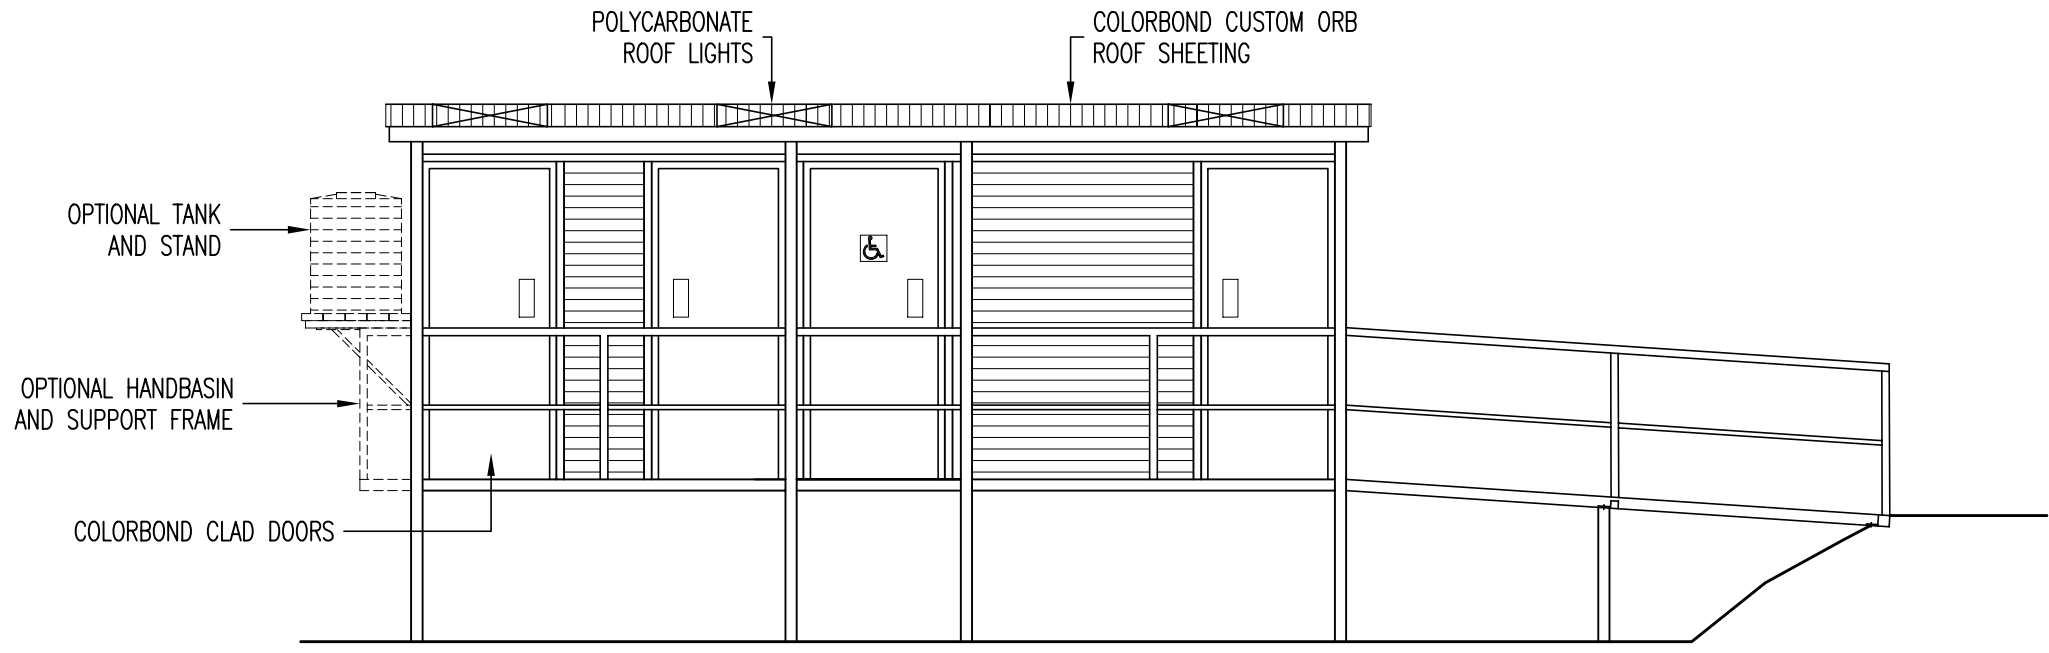 POLYCARBONATE
ROOF LIGHTS
COLORBOND CUSTOM ORB
ROOF SHEETING
OPTIONAL TANK
AND STAND
OPTIONAL HANDBASIN
AND SUPPORT FRAME
COLORBOND CLAD DOORS